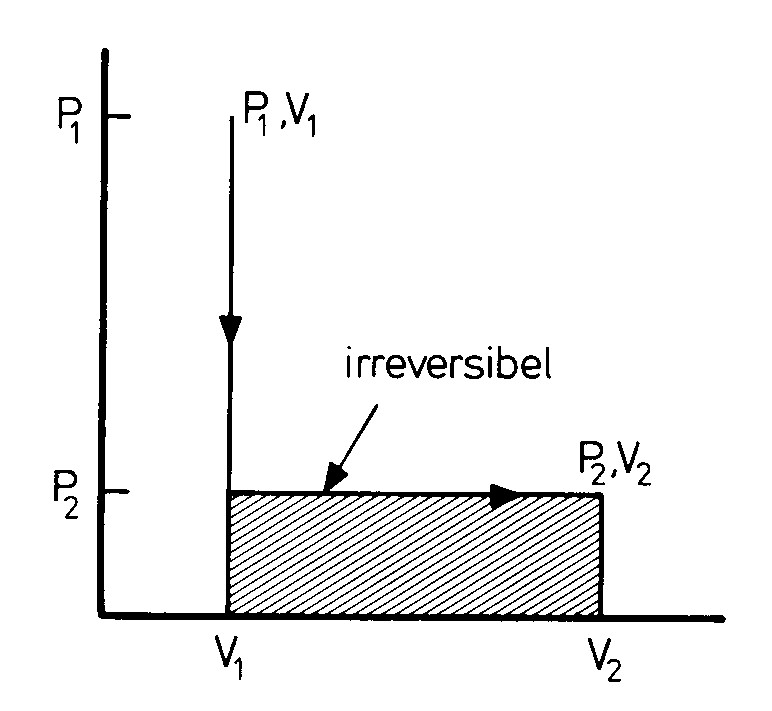 P₁
P₁,V₁
irreversibel
P₂,V₂
P₂
V₁
V₂